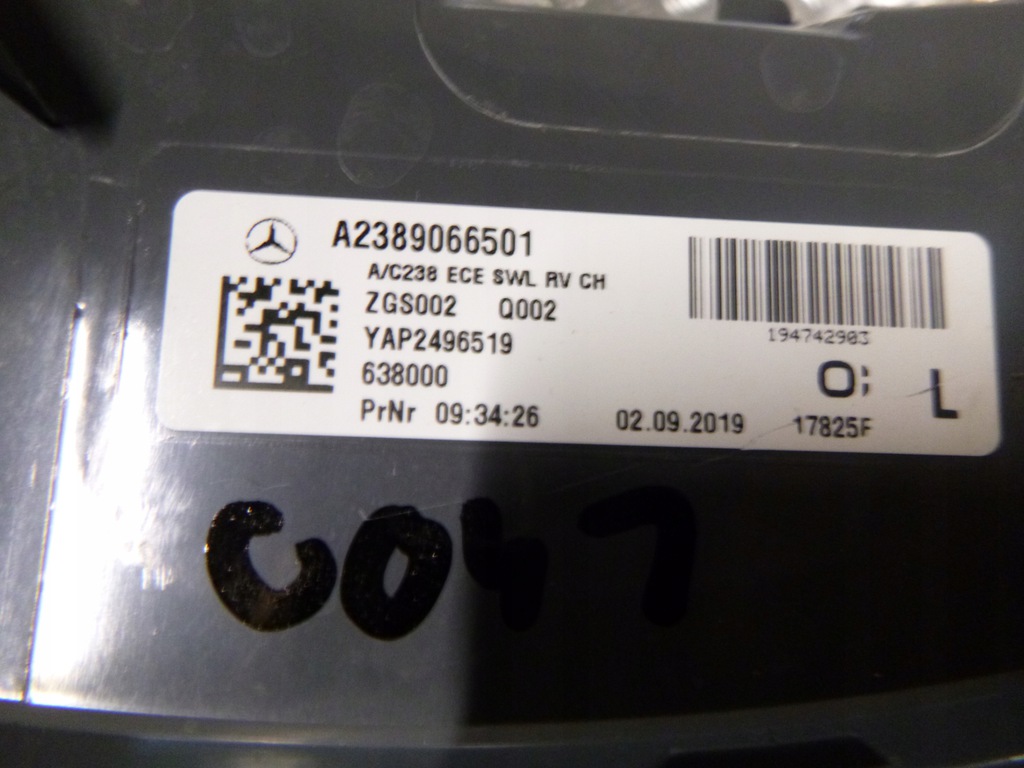 A2389066501
A/C238 ECE SWL RV CH
ZGS002 Q002
194742903
YAP2496519
638000
L
PrNr 09:34:26 02.09.2019 17825F
C047